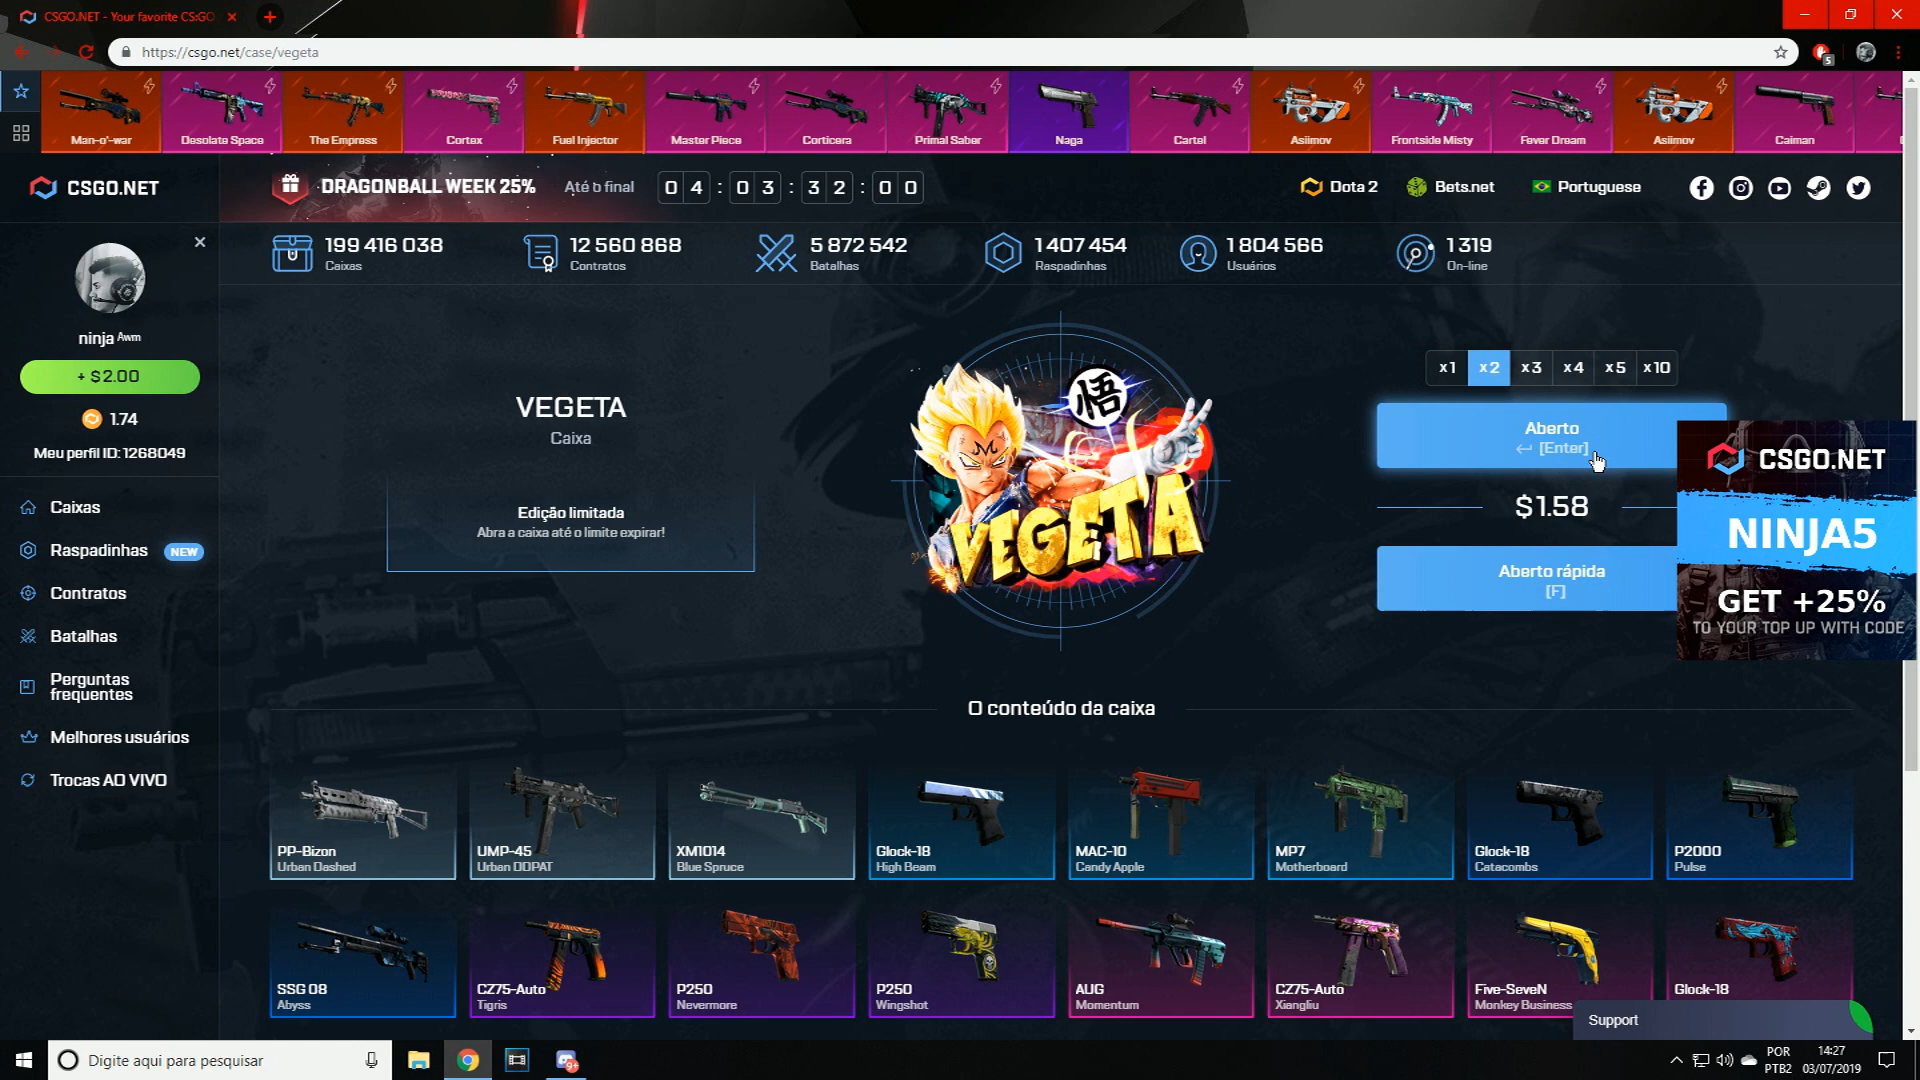 CSGO.NET - Your favorite CS:GO
https://csgo.net/case/vegeta
5
Man-o'-war
Desolate Space
The Empress
Cortex
Fuel Injector
Master Piece
Corticera
Primal Saber
Naga
Cartel
Asiimov
Frontside Misty
Fever Dream
Asiimov
Caiman
CSGO.NET
DRAGONBALL WEEK 25%
Até o final
04:03:32:00
Dota 2
Bets.net
Portuguese
199 416 038
Caixas
12 560 868
Contratos
5 872 542
Batalhas
1 407 454
Raspadinhas
1 804 566
Usuários
1 319
On-line
ninja Awm
+ $2.00
1.74
Meu perfil ID: 1268049
Caixas
Raspadinhas NEW
Contratos
Batalhas
Perguntas
frequentes
Melhores usuários
Trocas AO VIVO
VEGETA
Caixa
Edição limitada
Abra a caixa até o limite expirar!
悟
M
VEGETA
x1 x2 x3 x4 x5 x10
Aberto
[Enter]
$1.58
Aberto rápida
[F]
CSGO.NET
NINJA5
GET +25%
TO YOUR TOP UP WITH CODE
O conteúdo da caixa
PP-Bizon
Urban Dashed
UMP-45
Urban DDPAT
XM1014
Blue Spruce
Glock-18
High Beam
MAC-10
Candy Apple
MP7
Motherboard
Glock-18
Catacombs
P2000
Pulse
SSG 08
Abyss
CZ75-Auto
Tigris
P250
Nevermore
P250
Wingshot
AUG
Momentum
CZ75-Auto
Xiangliu
Five-SeveN
Monkey Business
Glock-18
Support
Digite aqui para pesquisar
9+
POR
PTB2
14:27
03/07/2019